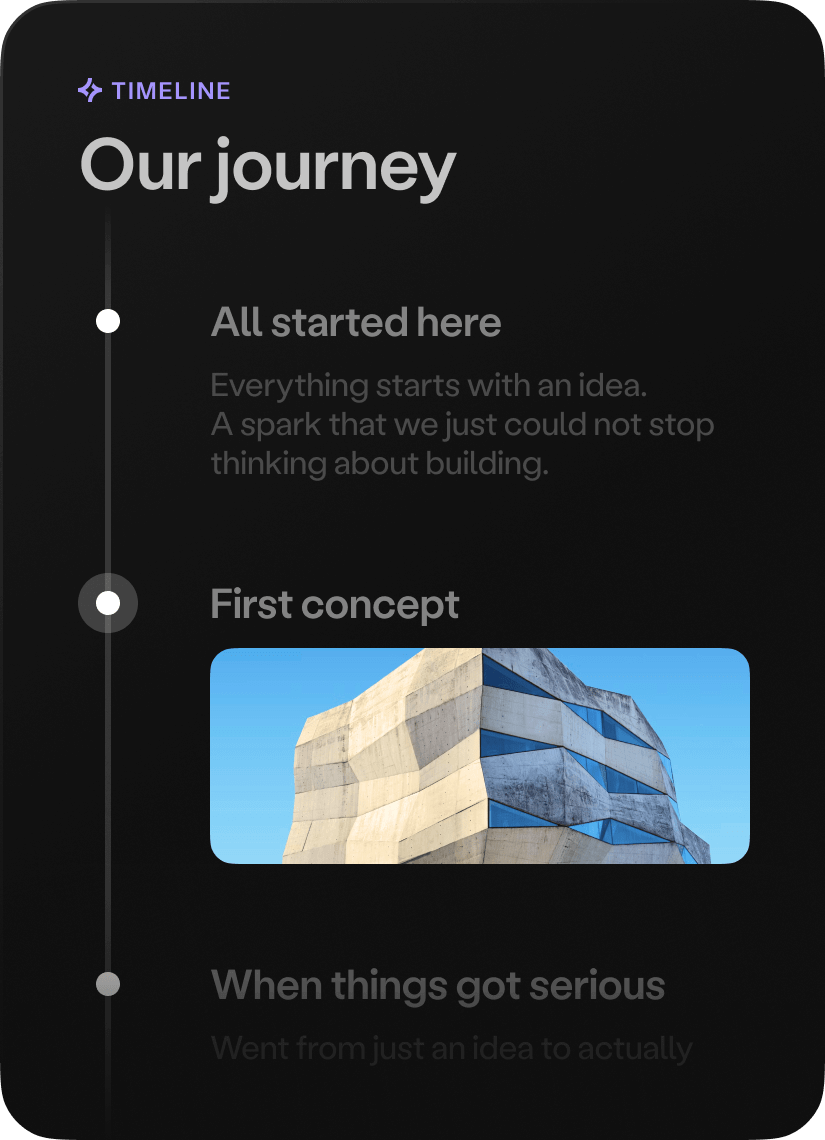 TIMELINE
Our journey
All started here
Everything starts with an idea.
A spark that we just could not stop
thinking about building.
First concept
When things got serious
Went from just an idea to actually